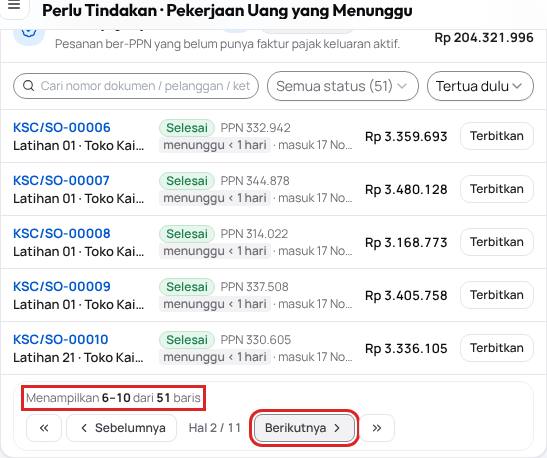 Perlu Tindakan · Pekerjaan Uang yang Menunggu
Pesanan ber-PPN yang belum punya faktur pajak keluaran aktif.
Rp 204.321.996
Cari nomor dokumen / pelanggan / ket
Semua status (51)
Tertua dulu
KSC/SO-00006 Selesai PPN 332.942
Latihan 01 · Toko Kai... menunggu < 1 hari · masuk 17 No...
Rp 3.359.693 Terbitkan
KSC/SO-00007 Selesai PPN 344.878
Latihan 01 · Toko Kai... menunggu < 1 hari · masuk 17 No...
Rp 3.480.128 Terbitkan
KSC/SO-00008 Selesai PPN 314.022
Latihan 01 · Toko Kai... menunggu < 1 hari · masuk 17 No...
Rp 3.168.773 Terbitkan
KSC/SO-00009 Selesai PPN 337.508
Latihan 01 · Toko Kai... menunggu < 1 hari · masuk 17 No...
Rp 3.405.758 Terbitkan
KSC/SO-00010 Selesai PPN 330.605
Latihan 21 · Toko Kai... menunggu < 1 hari · masuk 17 No...
Rp 3.336.105 Terbitkan
Menampilkan 6–10 dari 51 baris
« ‹ Sebelumnya Hal 2 / 11 Berikutnya › »